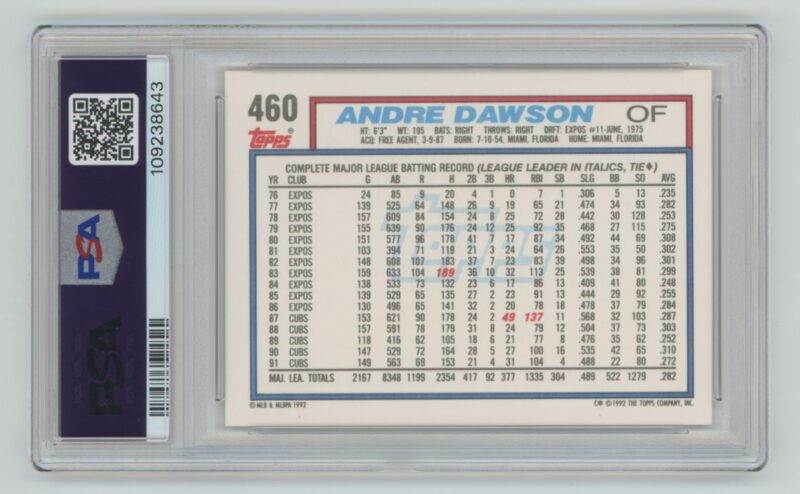 109238643
PSA
PSA
460
Topps®
ANDRE DAWSON OF
HT: 6'3" WT: 195 BATS: RIGHT THROWS: RIGHT DRFT: EXPOS #11-JUNE, 1975
ACQ: FREE AGENT, 3-9-87 BORN: 7-10-54, MIAMI, FLORIDA HOME: MIAMI, FLORIDA
COMPLETE MAJOR LEAGUE BATTING RECORD (LEAGUE LEADER IN ITALICS, TIE♦)
YR CLUB G AB R H 2B 3B HR RBI SB SLG BB SO AVG
76 EXPOS 24 85 9 20 4 1 0 7 1 .306 5 13 .235
77 EXPOS 139 525 64 148 26 9 19 65 21 .474 34 93 .282
78 EXPOS 157 609 84 154 24 8 25 72 28 .442 30 128 .253
79 EXPOS 155 639 90 176 24 12 25 92 35 .468 27 115 .275
80 EXPOS 151 577 96 178 41 7 17 87 34 .492 44 69 .308
81 EXPOS 103 394 71 119 21 3 24 64 26 .553 35 50 .302
82 EXPOS 148 608 107 183 37 7 23 83 39 .498 34 96 .301
83 EXPOS 159 633 104 189 36 10 32 113 25 .539 38 81 .299
84 EXPOS 138 533 73 132 23 6 17 86 13 .409 41 80 .248
85 EXPOS 139 529 65 135 27 2 23 91 13 .444 29 92 .255
86 EXPOS 130 496 65 141 32 2 20 78 18 .478 37 79 .284
87 CUBS 153 621 90 178 24 2 49 137 11 .568 32 103 .287
88 CUBS 157 591 78 179 31 8 24 79 12 .504 37 73 .303
89 CUBS 118 416 62 105 18 6 21 77 8 .476 35 62 .252
90 CUBS 147 529 72 164 28 5 27 100 16 .535 42 65 .310
91 CUBS 149 563 69 153 21 4 31 104 4 .488 22 80 .272
MAJ. LEA. TOTALS 2167 8348 1199 2354 417 92 377 1335 304 .489 522 1279 .282
© MLB & MLBPA 1992
C* ©1992 THE TOPPS COMPANY, INC.